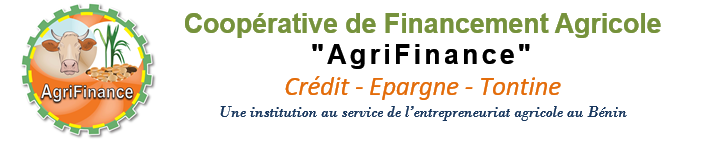 Coopérative de Financement Agricole
"AgriFinance"
Crédit - Epargne - Tontine
Une institution au service de l'entrepreneuriat agricole au Bénin
AgriFinance